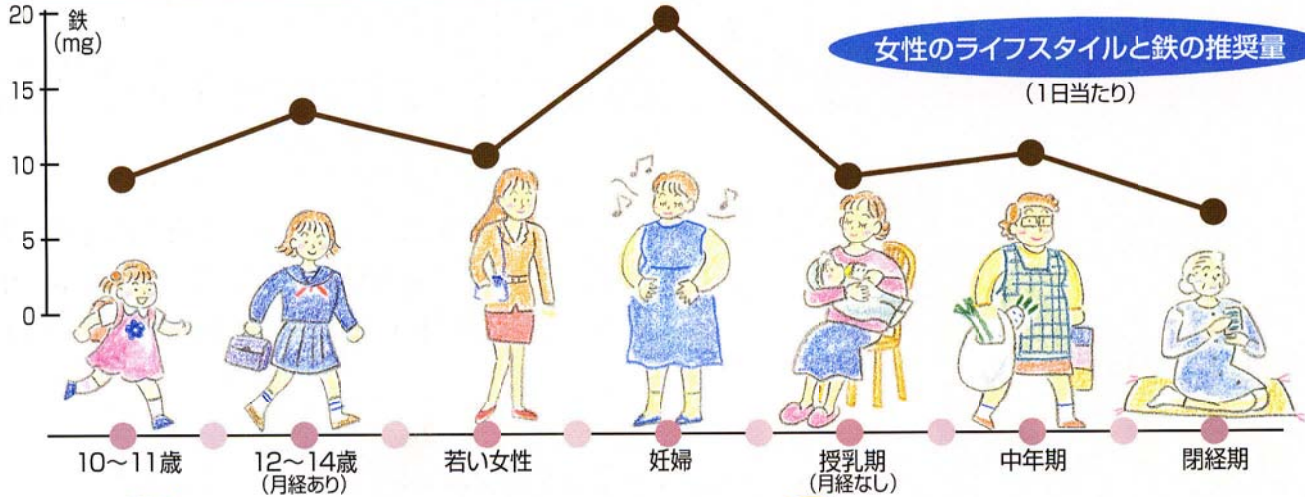 女性のライフスタイルと鉄の推奨量
(1日当たり)
鉄
(mg)
20
15
10
5
0
10〜11歳
12〜14歳
(月経あり)
若い女性
妊婦
授乳期
(月経なし)
中年期
閉経期